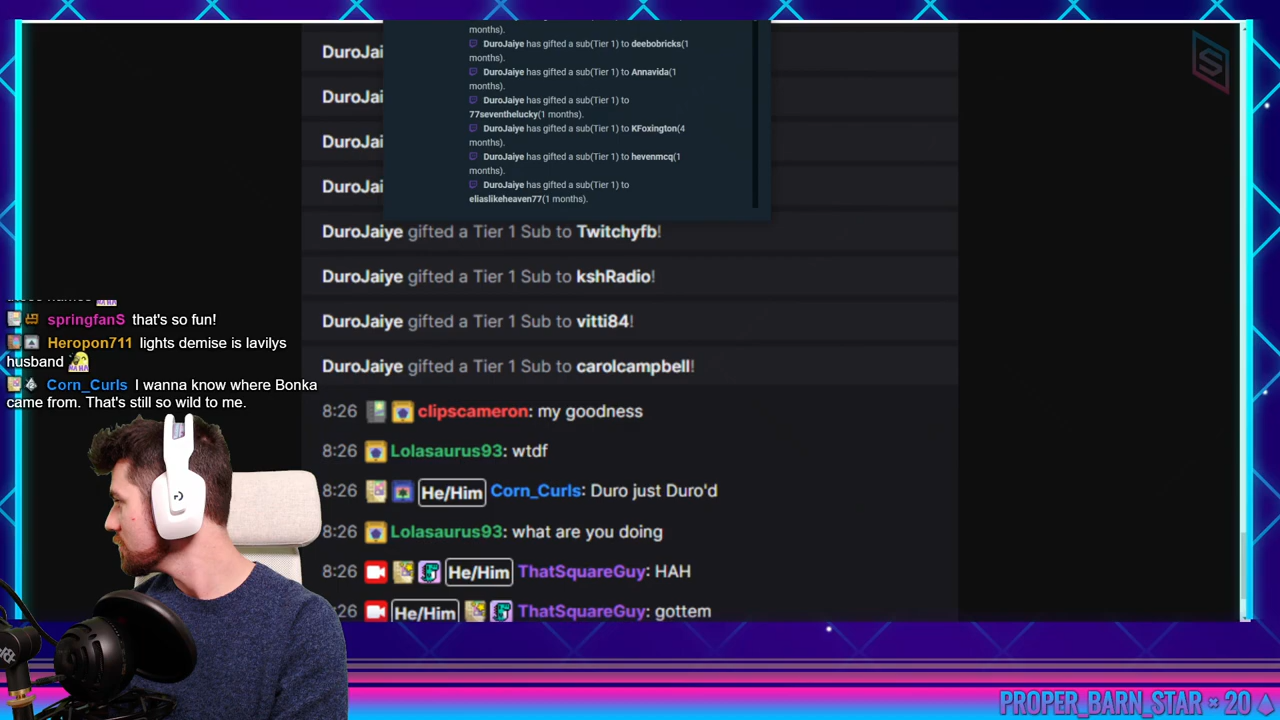 months).
DuroJaiye has gifted a sub(Tier 1) to deebobricks(1
months).
DuroJaiye has gifted a sub(Tier 1) to Annavida(1
months).
DuroJaiye has gifted a sub(Tier 1) to
77seventhelucky(1 months).
DuroJaiye has gifted a sub(Tier 1) to KFoxington(4
months).
DuroJaiye has gifted a sub(Tier 1) to hevenmcq(1
months).
DuroJaiye has gifted a sub(Tier 1) to
eliaslikeheaven77(1 months).
DuroJai
DuroJai
DuroJai
DuroJai
DuroJaiye gifted a Tier 1 Sub to Twitchyfb!
DuroJaiye gifted a Tier 1 Sub to kshRadio!
DuroJaiye gifted a Tier 1 Sub to vitti84!
DuroJaiye gifted a Tier 1 Sub to carolcampbell!
8:26 clipscameron: my goodness
8:26 Lolasaurus93: wtdf
8:26 He/Him Corn_Curls: Duro just Duro'd
8:26 Lolasaurus93: what are you doing
8:26 He/Him ThatSquareGuy: HAH
:26 He/Him ThatSquareGuy: gottem
springfanS that's so fun!
Heropon711 lights demise is lavilys
husband
Corn_Curls I wanna know where Bonka
came from. That's still so wild to me.
PROPER_BARN_STAR × 20